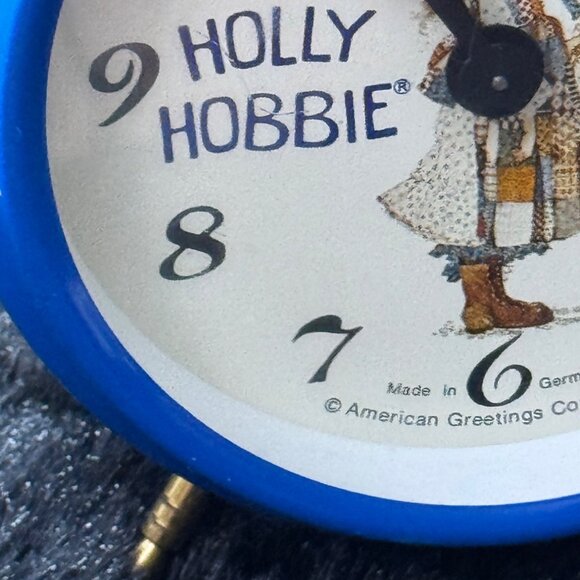 9 HOLLY
HOBBIE®
8
7
6
Made in Germ
© American Greetings Co